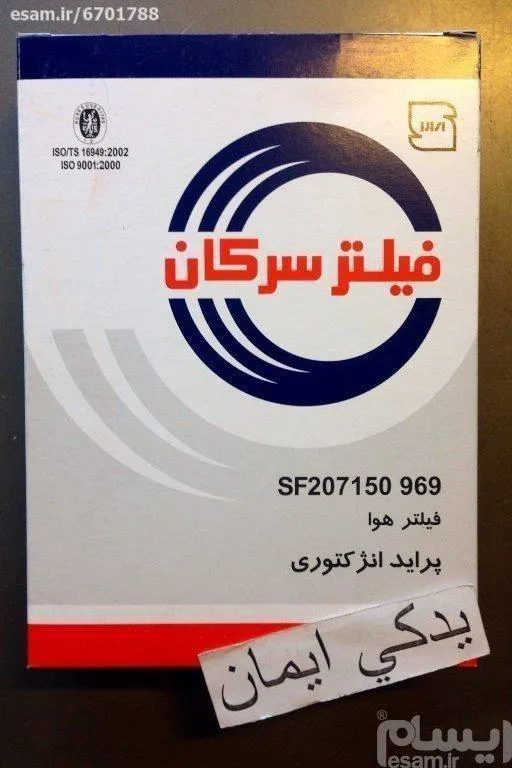 esam.ir/6701788
ISO/TS 16949:2002
ISO 9001:2000
فیلتر سرکان
SF207150 969
فیلتر هوا
پراید انژکتوری
يدكي ايمان
ایسام®
esam.ir